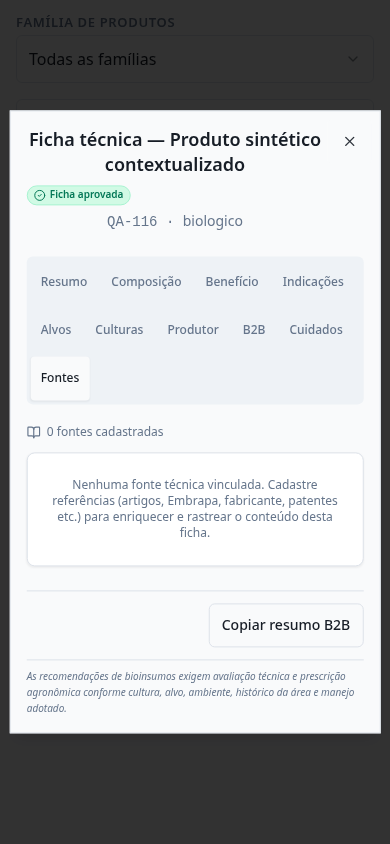 FAMÍLIA DE PRODUTOS
Todas as famílias
Ficha técnica — Produto sintético
contextualizado
Ficha aprovada
QA-116 · biologico
Resumo Composição Benefício Indicações
Alvos Culturas Produtor B2B Cuidados
Fontes
0 fontes cadastradas
Nenhuma fonte técnica vinculada. Cadastre
referências (artigos, Embrapa, fabricante, patentes
etc.) para enriquecer e rastrear o conteúdo desta
ficha.
Copiar resumo B2B
As recomendações de bioinsumos exigem avaliação técnica e prescrição
agronômica conforme cultura, alvo, ambiente, histórico da área e manejo
adotado.